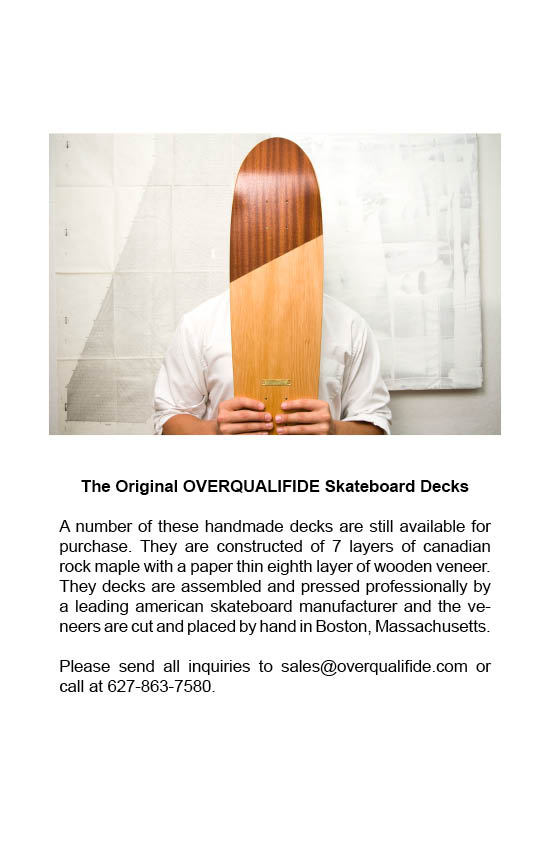 The Original OVERQUALIFIDE Skateboard Decks
A number of these handmade decks are still available for
purchase. They are constructed of 7 layers of canadian
rock maple with a paper thin eighth layer of wooden veneer.
They decks are assembled and pressed professionally by
a leading american skateboard manufacturer and the ve-
neers are cut and placed by hand in Boston, Massachusetts.
Please send all inquiries to sales@overqualifide.com or
call at 627-863-7580.